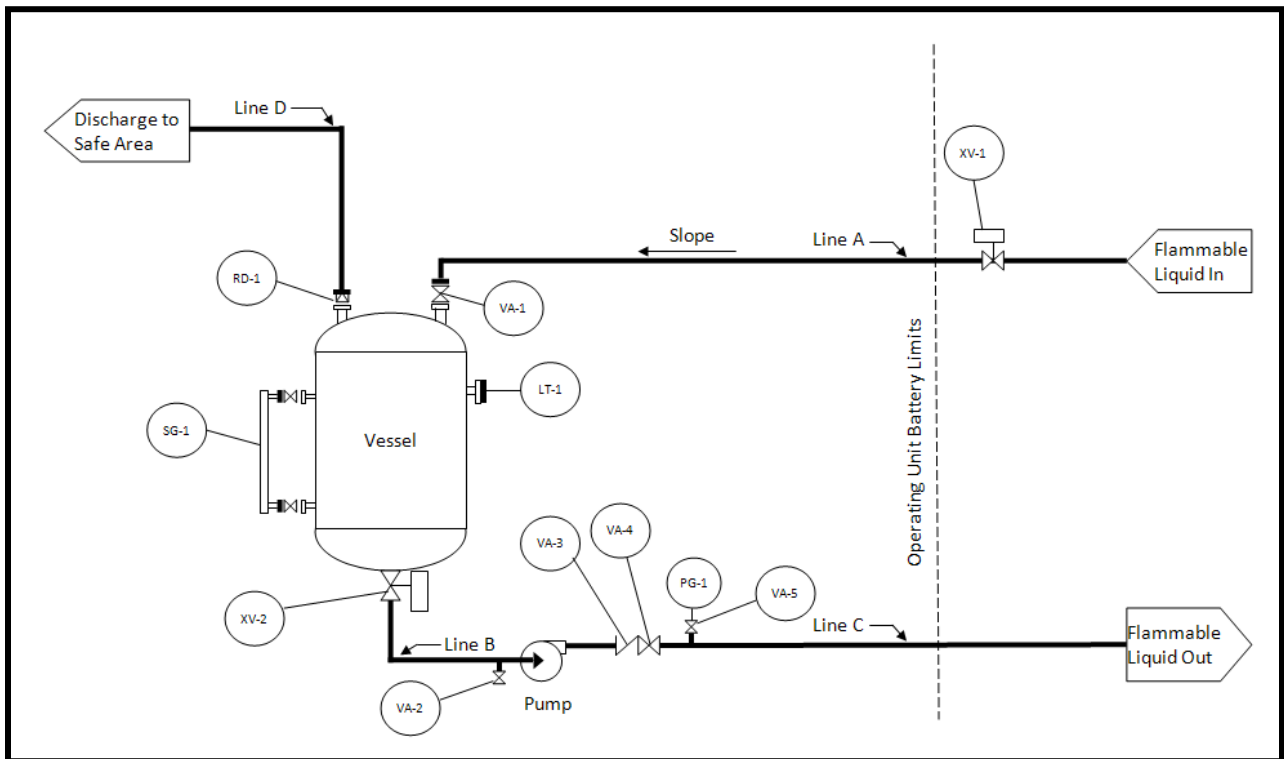 Line D
Discharge to
Safe Area
XV-1
Slope
Line A
Flammable
Liquid In
RD-1
VA-1
LT-1
SG-1
Vessel
Operating Unit Battery Limits
VA-4
VA-3
PG-1
VA-5
XV-2
Line B
Line C
Flammable
Liquid Out
Pump
VA-2